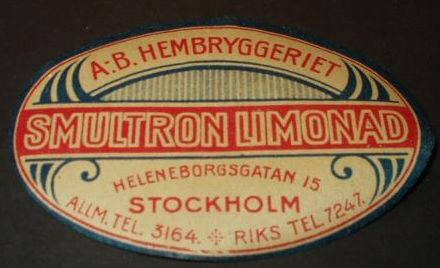 A.-B. HEMBRYGGERIET
SMULTRON LIMONAD
HELENEBORGSGATAN 15
STOCKHOLM
ALLM. TEL. 3164. RIKS TEL. 7247.